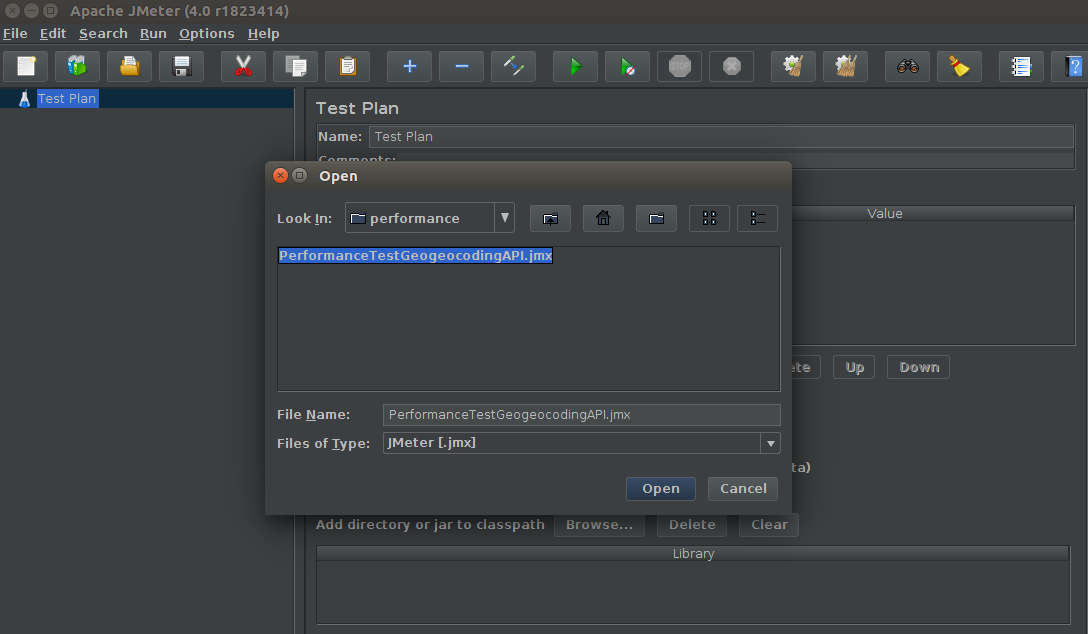 Apache JMeter (4.0 r1823414)
File Edit Search Run Options Help
STOP
?
Test Plan
Test Plan
Name: Test Plan
Comments:
Value
Open
Look In: performance
PerformanceTestGeogeocodingAPI.jmx
File Name: PerformanceTestGeogeocodingAPI.jmx
Files of Type: JMeter [.jmx]
Open Cancel
ete Up Down
ta)
Add directory or jar to classpath Browse... Delete Clear
Library